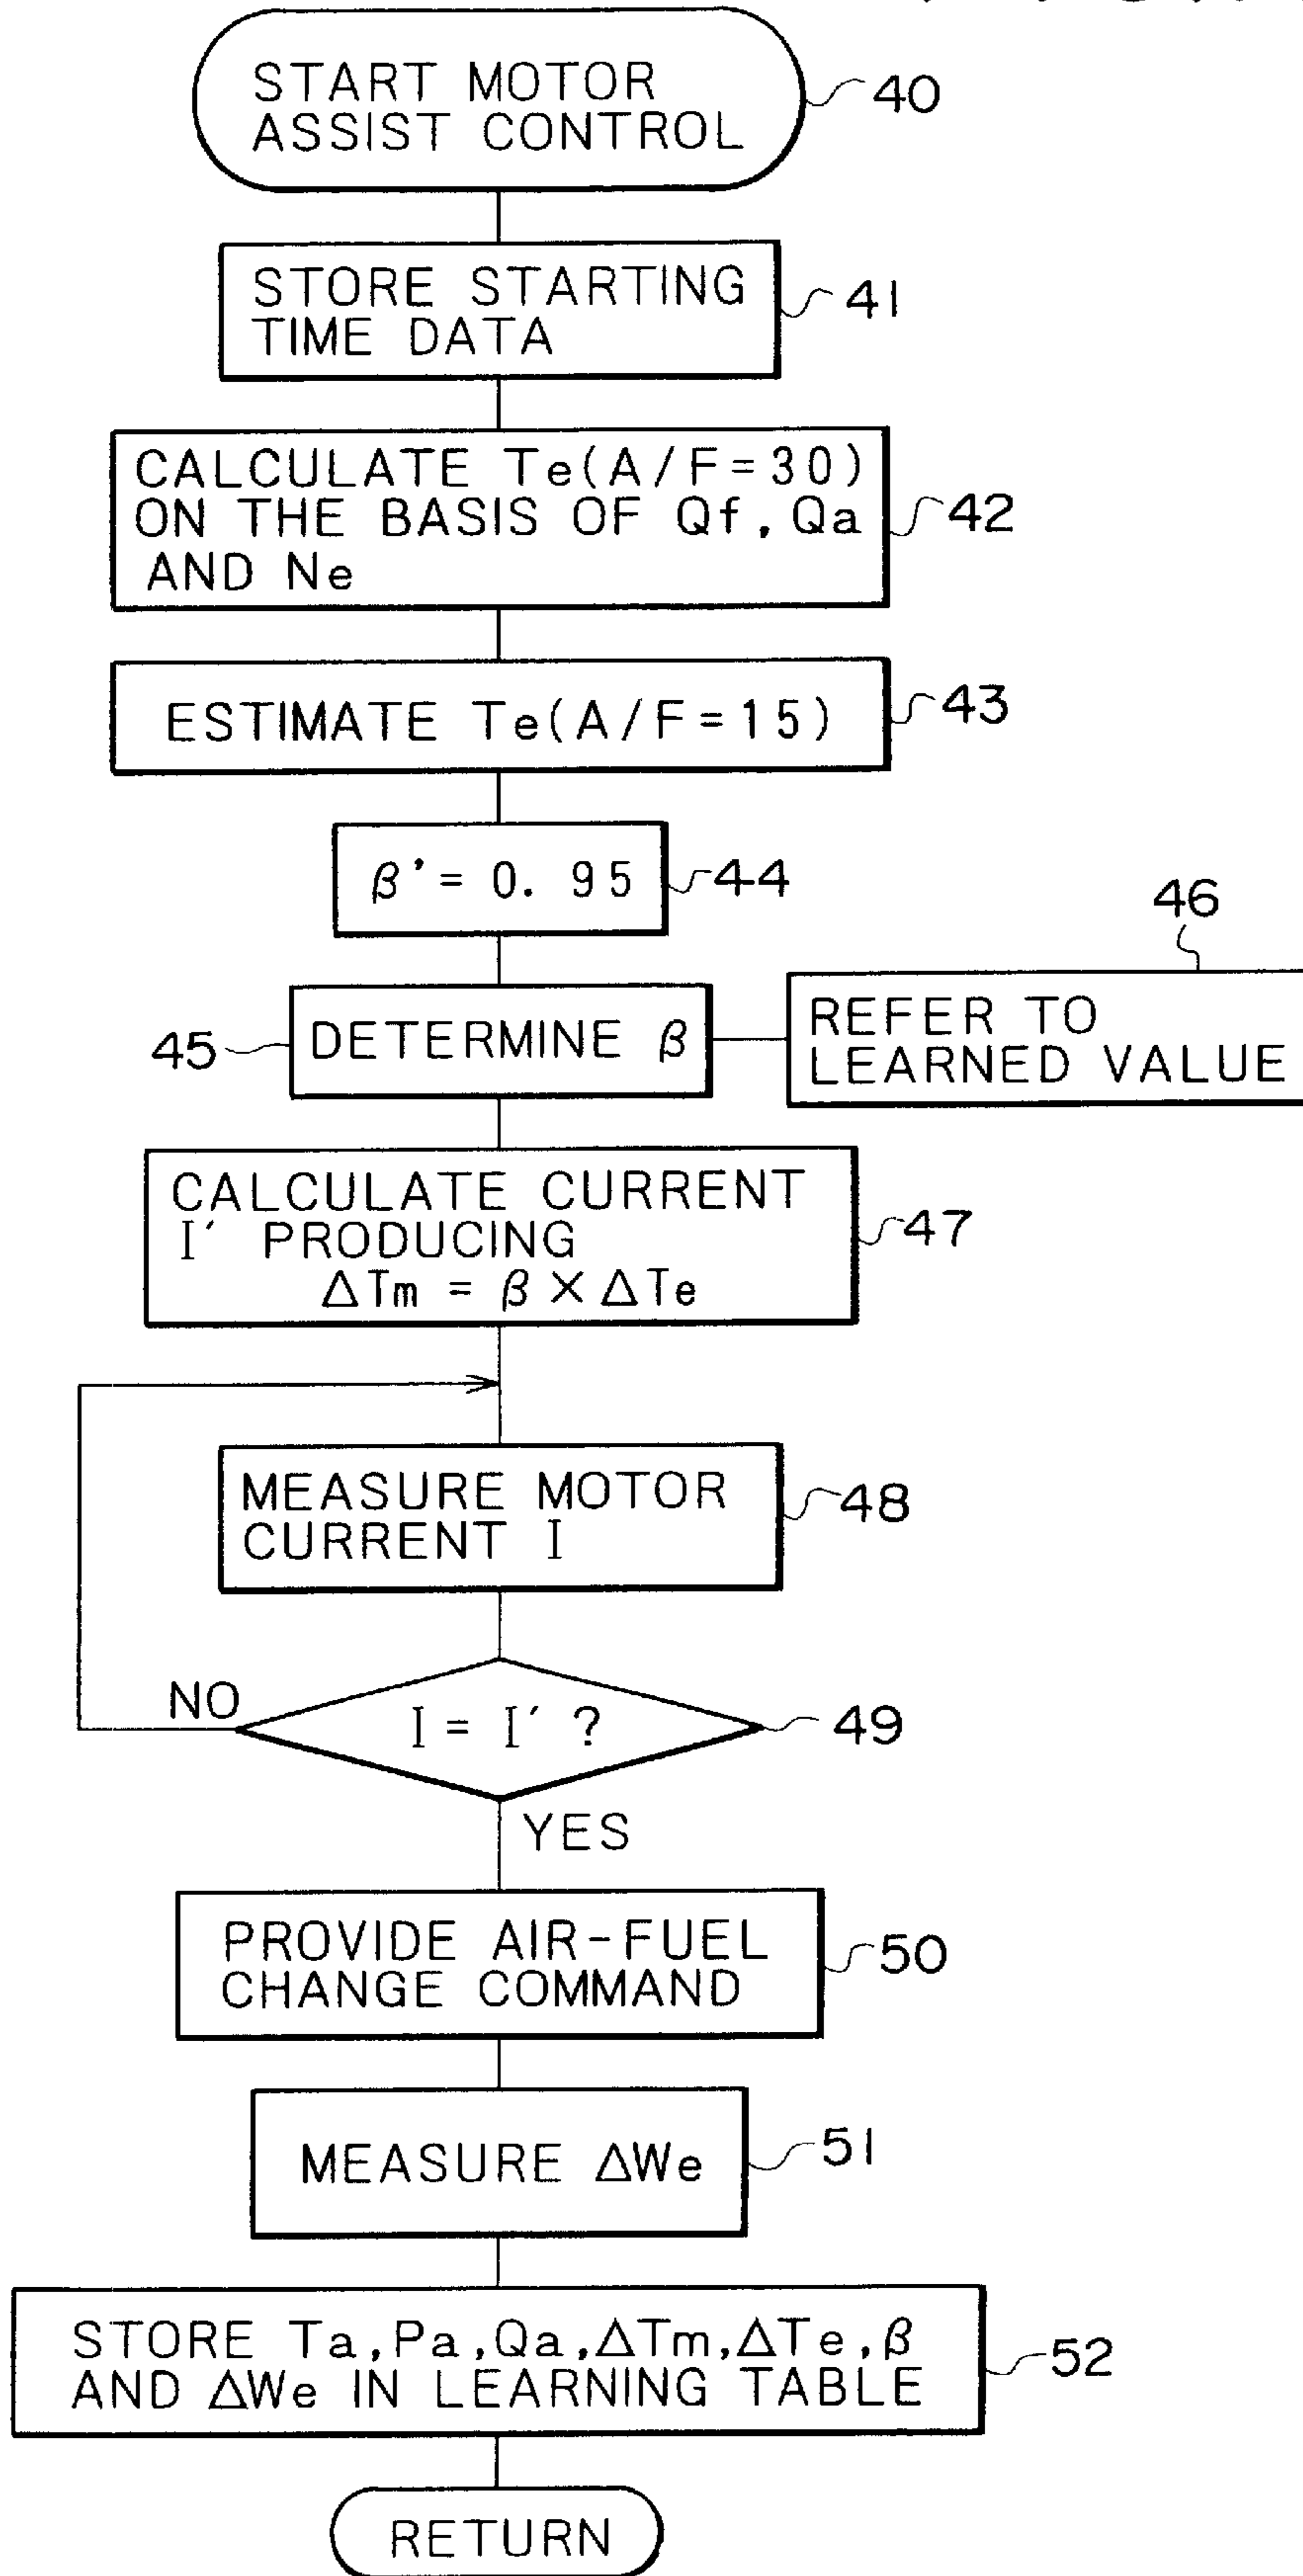 START MOTOR
ASSIST CONTROL
40
STORE STARTING
TIME DATA
41
CALCULATE Te(A/F=30)
ON THE BASIS OF Qf, Qa
AND Ne
42
ESTIMATE Te(A/F=15)
43
β'= 0. 95
44
45
DETERMINE β
46
REFER TO
LEARNED VALUE
CALCULATE CURRENT
I' PRODUCING
ΔTm = β × ΔTe
47
MEASURE MOTOR
CURRENT I
48
NO
I = I' ?
49
YES
PROVIDE AIR-FUEL
CHANGE COMMAND
50
MEASURE ΔWe
51
STORE Ta,Pa,Qa,ΔTm,ΔTe,β
AND ΔWe IN LEARNING TABLE
52
RETURN